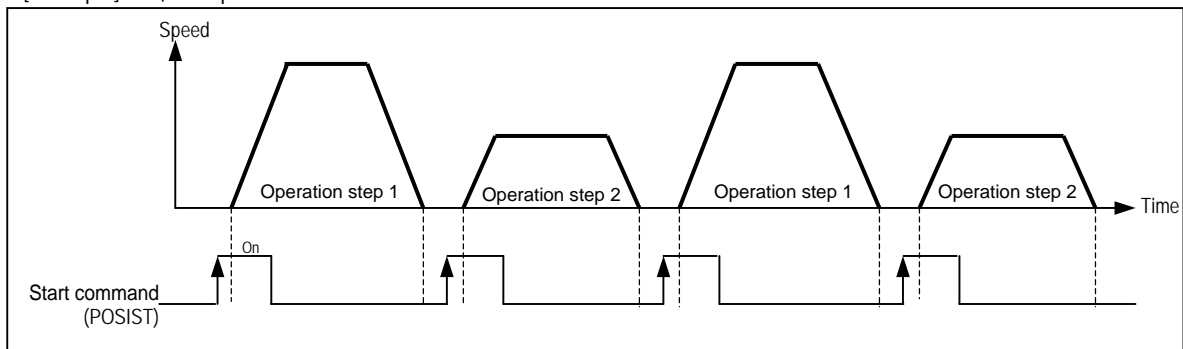 Speed
Operation step 1
Operation step 2
Operation step 1
Operation step 2
Time
On
Start command
(POSIST)